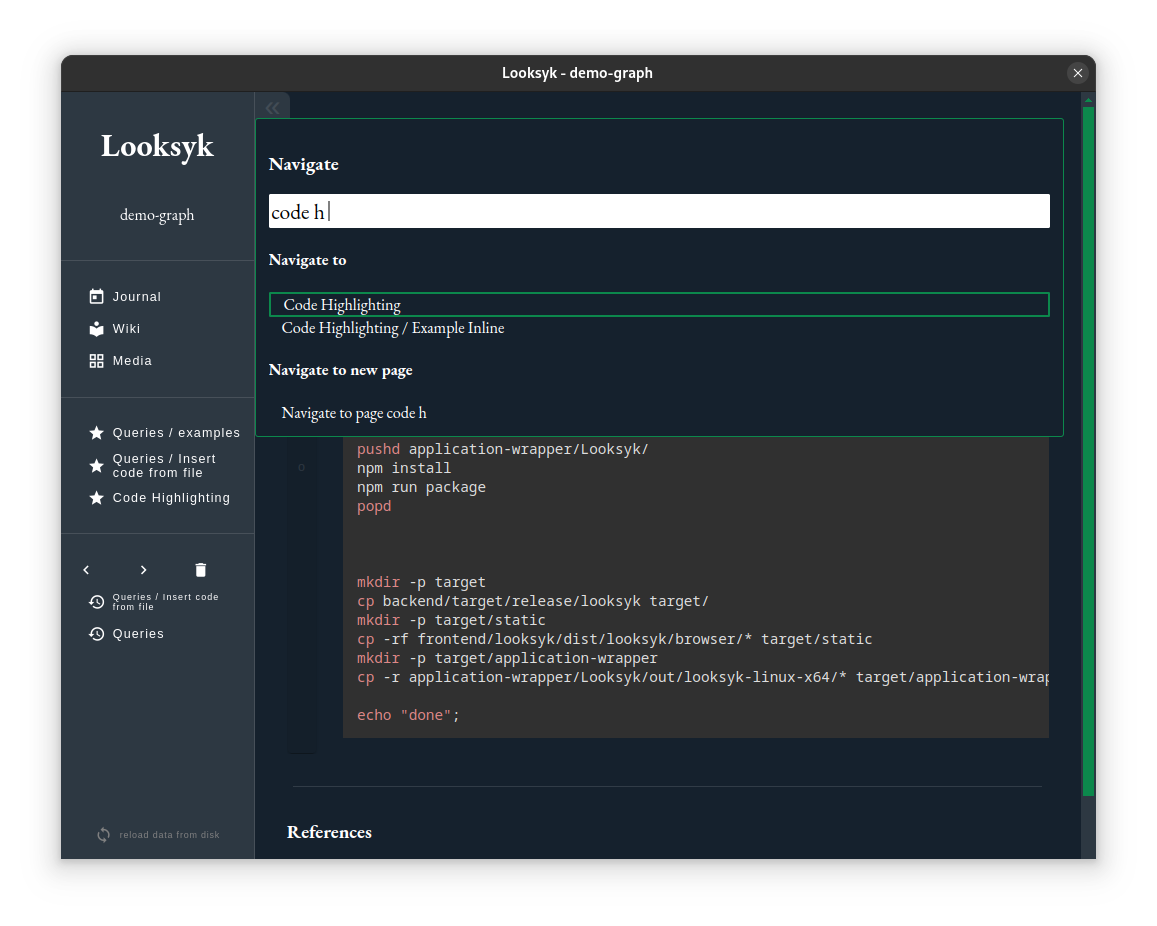 Looksyk - demo-graph
Looksyk
demo-graph
Journal
Wiki
Media
Queries / examples
Queries / Insert
code from file
Code Highlighting
Queries / Insert code
from file
Queries
reload data from disk
Navigate
code h
Navigate to
Code Highlighting
Code Highlighting / Example Inline
Navigate to new page
Navigate to page code h
pushd application-wrapper/Looksyk/
npm install
npm run package
popd
mkdir -p target
cp backend/target/release/looksyk target/
mkdir -p target/static
cp -rf frontend/looksyk/dist/looksyk/browser/* target/static
mkdir -p target/application-wrapper
cp -r application-wrapper/Looksyk/out/looksyk-linux-x64/* target/application-wrap
echo "done";
References